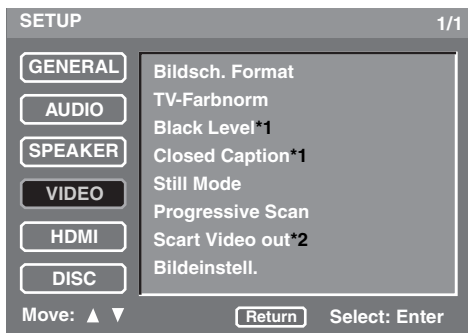 SETUP 1/1
GENERAL
AUDIO
SPEAKER
VIDEO
HDMI
DISC
Bildsch. Format
TV-Farbnorm
Black Level*1
Closed Caption*1
Still Mode
Progressive Scan
Scart Video out*2
Bildeinstell.
Move: ▲ ▼ Return Select: Enter